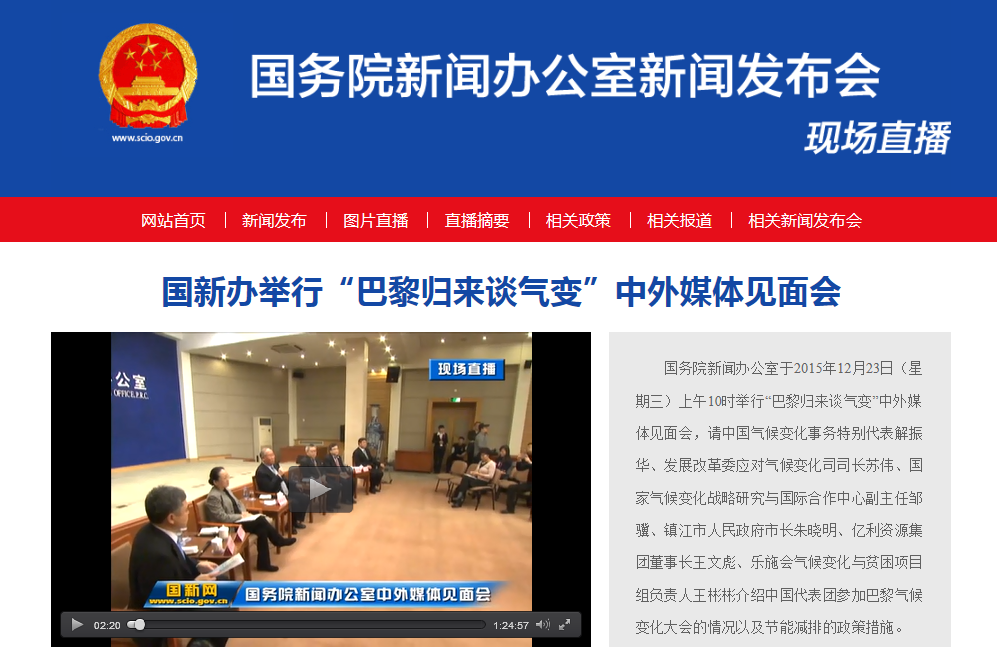 国务院新闻办公室新闻发布会
www.scio.gov.cn
现场直播
网站首页 | 新闻发布 | 图片直播 | 直播摘要 | 相关政策 | 相关报道 | 相关新闻发布会
国新办举行“巴黎归来谈气变”中外媒体见面会
现场直播
公室
OFFICE, P.R.C.
国新网
www.scio.gov.cn
国务院新闻办公室中外媒体见面会
02:20
1:24:57
国务院新闻办公室于2015年12月23日（星
期三）上午10时举行“巴黎归来谈气变”中外媒
体见面会，请中国气候变化事务特别代表解振
华、发展改革委应对气候变化司司长苏伟、国
家气候变化战略研究与国际合作中心副主任邹
骥、镇江市人民政府市长朱晓明、亿利资源集
团董事长王文彪、乐施会气候变化与贫困项目
组负责人王彬彬介绍中国代表团参加巴黎气候
变化大会的情况以及节能减排的政策措施。